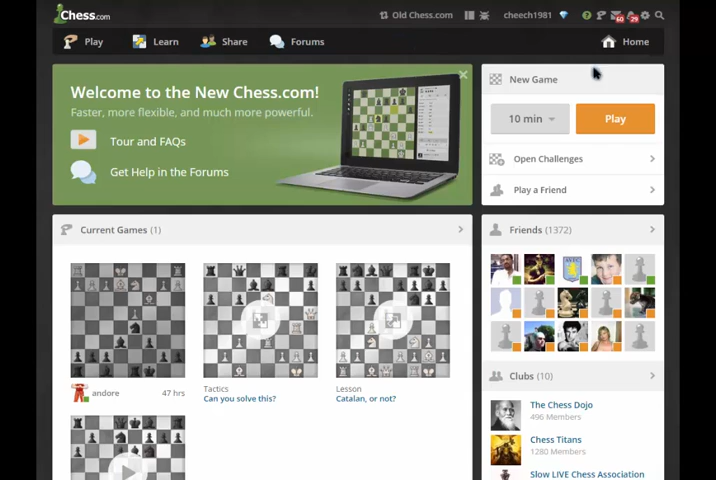 Chess.com
Old Chess.com
cheech1981
60
29
Play
Learn
Share
Forums
Home
Welcome to the New Chess.com!
Faster, more flexible, and much more powerful.
Tour and FAQs
Get Help in the Forums
New Game
10 min
Play
Open Challenges
Play a Friend
Current Games (1)
andore
47 hrs
Tactics
Can you solve this?
Lesson
Catalan, or not?
Friends (1372)
AVFC
Clubs (10)
The Chess Dojo
496 Members
Chess Titans
1280 Members
Slow LIVE Chess Association